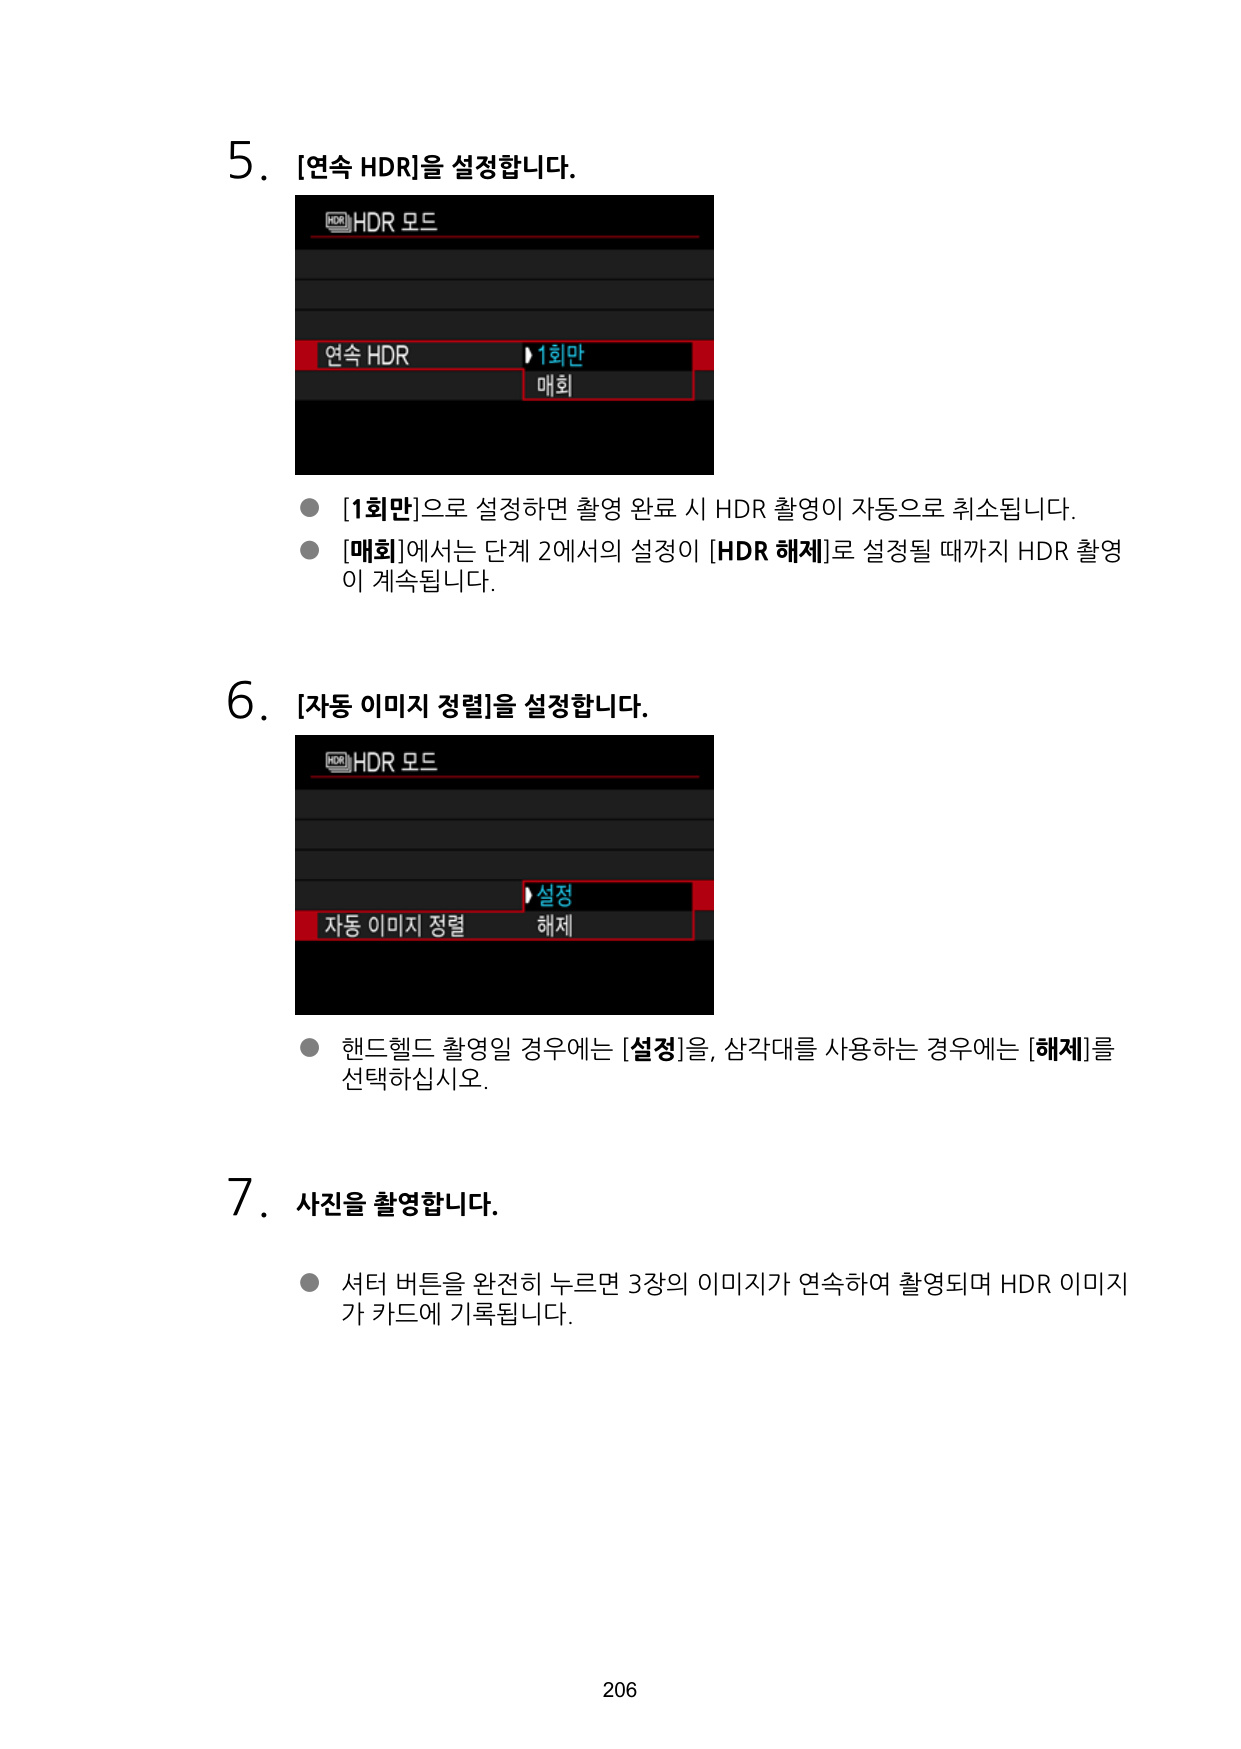 5. [연속 HDR]을 설정합니다.
HDR HDR 모드
연속 HDR 1회만
매회
● [1회만]으로 설정하면 촬영 완료 시 HDR 촬영이 자동으로 취소됩니다.
● [매회]에서는 단계 2에서의 설정이 [HDR 해제]로 설정될 때까지 HDR 촬영
이 계속됩니다.
6. [자동 이미지 정렬]을 설정합니다.
HDR HDR 모드
설정
자동 이미지 정렬 해제
● 핸드헬드 촬영일 경우에는 [설정]을, 삼각대를 사용하는 경우에는 [해제]를
선택하십시오.
7. 사진을 촬영합니다.
● 셔터 버튼을 완전히 누르면 3장의 이미지가 연속하여 촬영되며 HDR 이미지
가 카드에 기록됩니다.
206